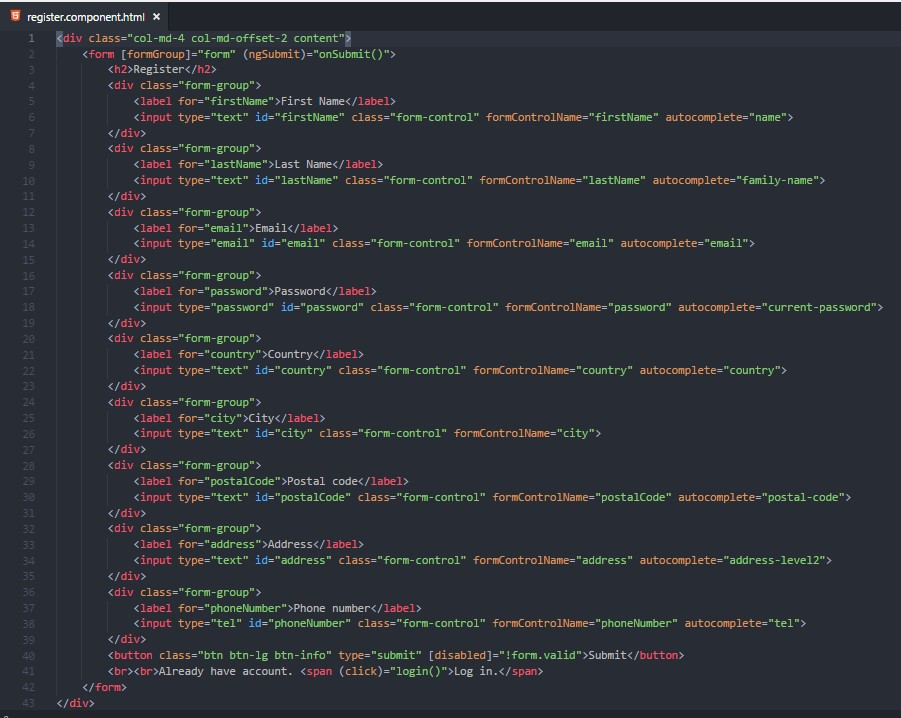 register.component.html ×
1 <div class="col-md-4 col-md-offset-2 content">
2 <form [formGroup]="form" (ngSubmit)="onSubmit()">
3 <h2>Register</h2>
4 <div class="form-group">
5 <label for="firstName">First Name</label>
6 <input type="text" id="firstName" class="form-control" formControlName="firstName" autocomplete="name">
7 </div>
8 <div class="form-group">
9 <label for="lastName">Last Name</label>
10 <input type="text" id="lastName" class="form-control" formControlName="lastName" autocomplete="family-name">
11 </div>
12 <div class="form-group">
13 <label for="email">Email</label>
14 <input type="email" id="email" class="form-control" formControlName="email" autocomplete="email">
15 </div>
16 <div class="form-group">
17 <label for="password">Password</label>
18 <input type="password" id="password" class="form-control" formControlName="password" autocomplete="current-password">
19 </div>
20 <div class="form-group">
21 <label for="country">Country</label>
22 <input type="text" id="country" class="form-control" formControlName="country" autocomplete="country">
23 </div>
24 <div class="form-group">
25 <label for="city">City</label>
26 <input type="text" id="city" class="form-control" formControlName="city">
27 </div>
28 <div class="form-group">
29 <label for="postalCode">Postal code</label>
30 <input type="text" id="postalCode" class="form-control" formControlName="postalCode" autocomplete="postal-code">
31 </div>
32 <div class="form-group">
33 <label for="address">Address</label>
34 <input type="text" id="address" class="form-control" formControlName="address" autocomplete="address-level2">
35 </div>
36 <div class="form-group">
37 <label for="phoneNumber">Phone number</label>
38 <input type="tel" id="phoneNumber" class="form-control" formControlName="phoneNumber" autocomplete="tel">
39 </div>
40 <button class="btn btn-lg btn-info" type="submit" [disabled]="!form.valid">Submit</button>
41 <br><br>Already have account. <span (click)="login()">Log in.</span>
42 </form>
43 </div>